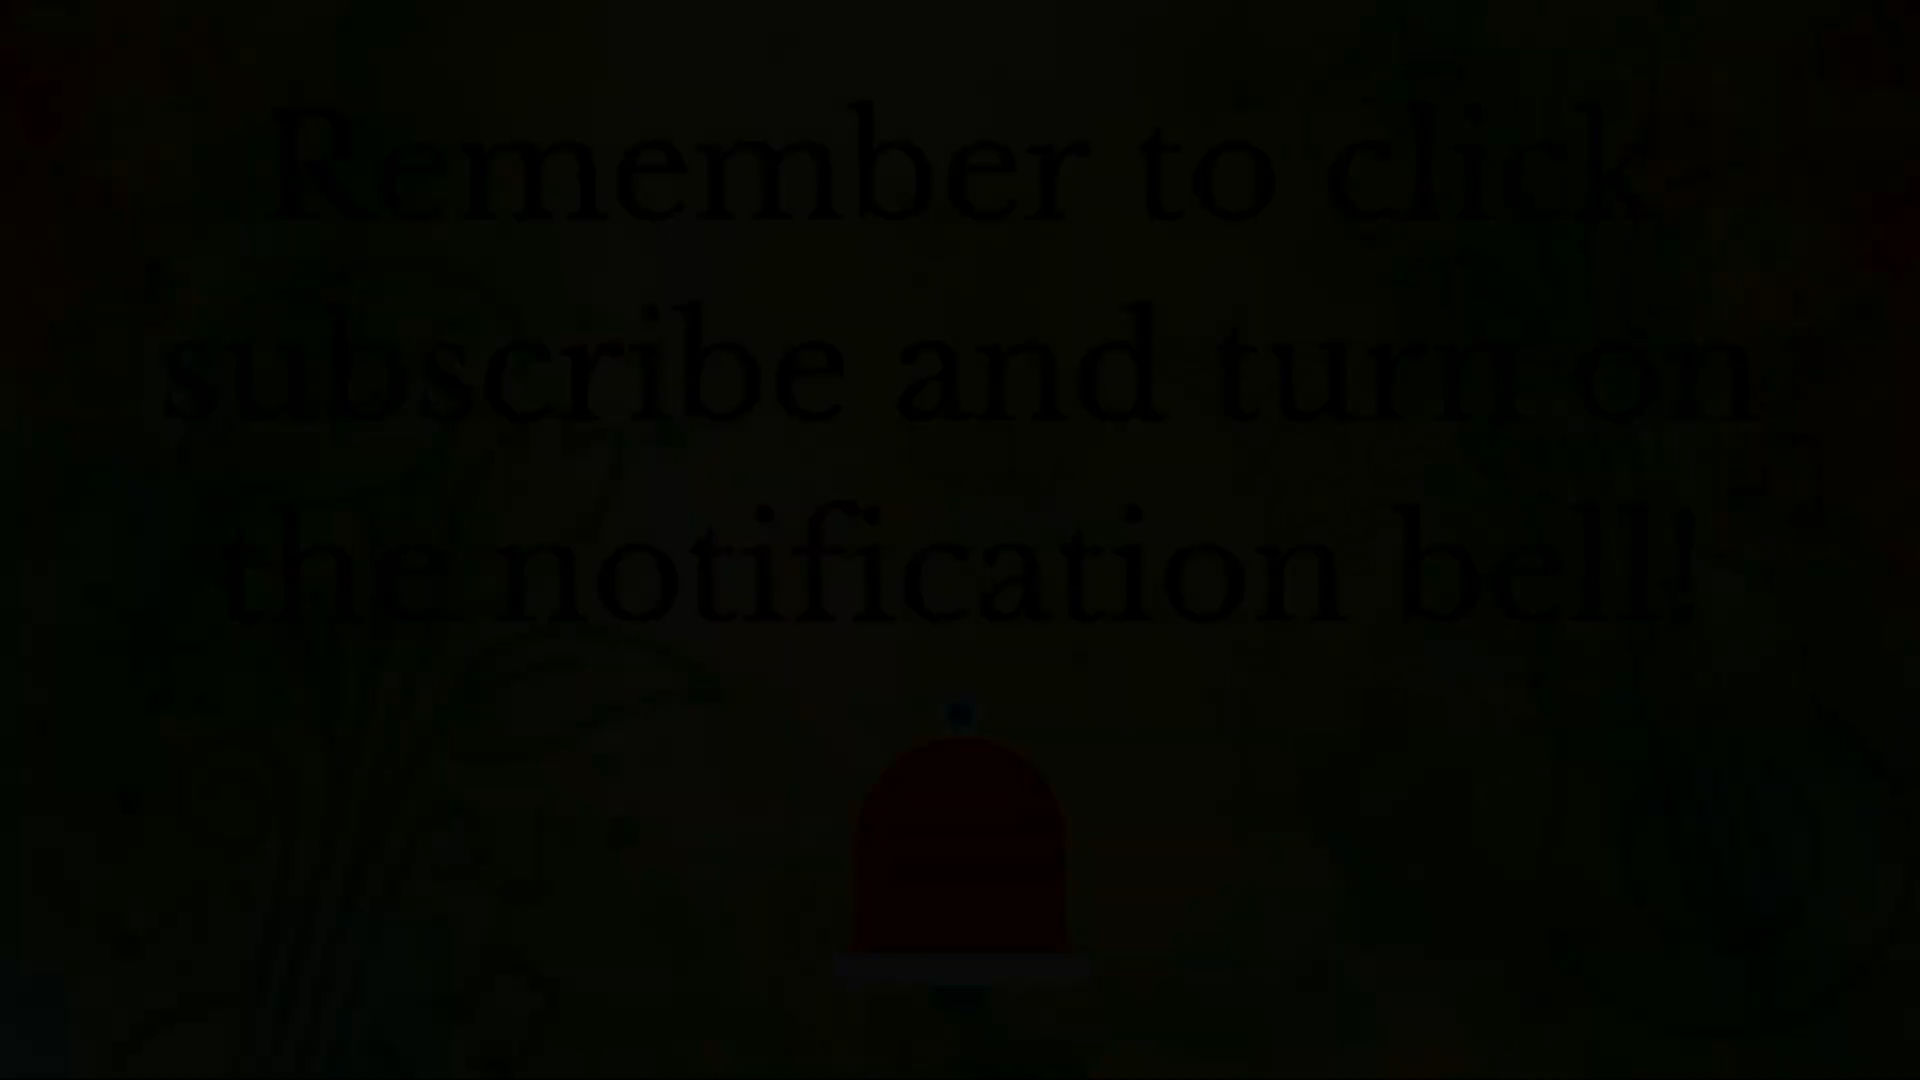 Remember to click
subscribe and turn on
the notification bell!